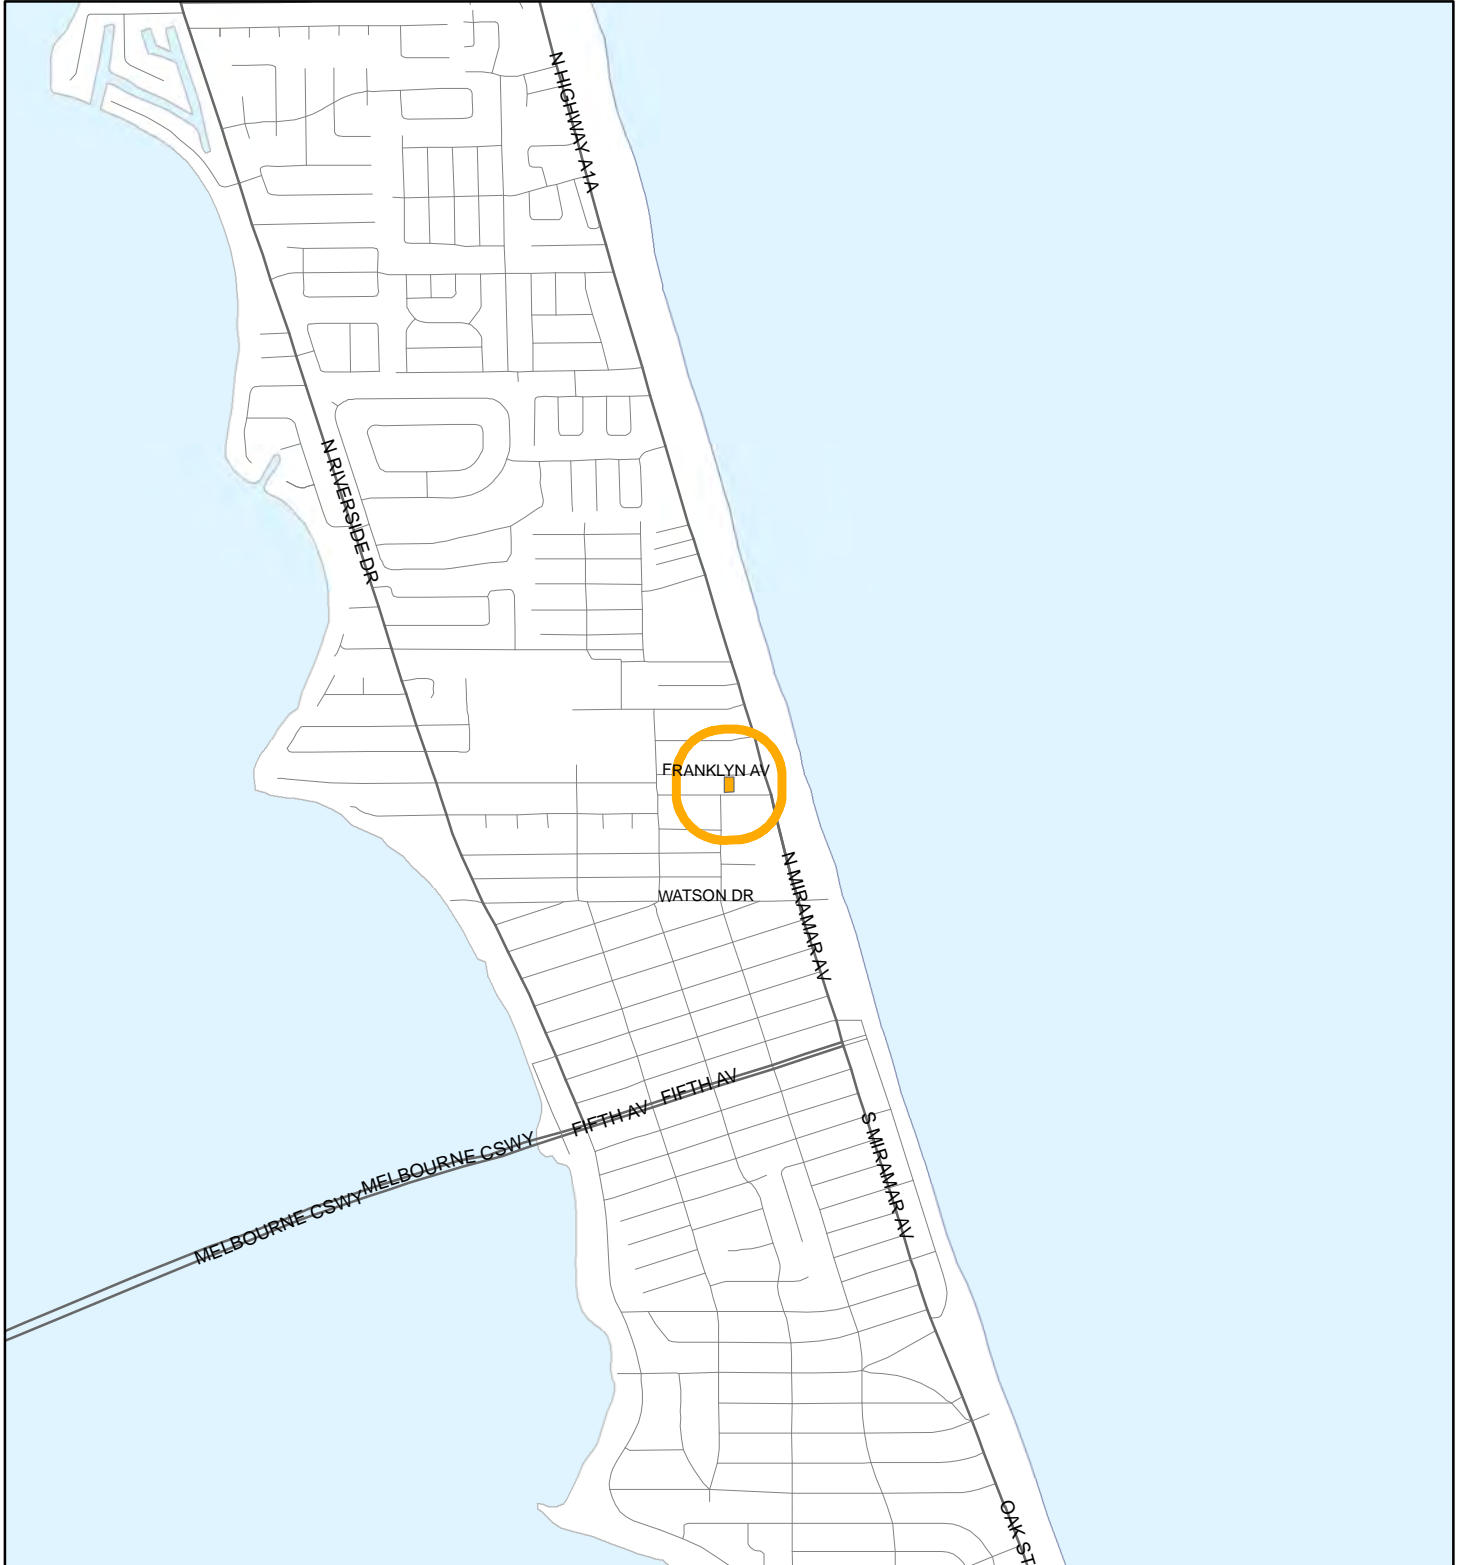 N HIGHWAY A1A
N RIVERSIDE DR
FRANKLYN AV
N MIRAMAR AV
WATSON DR
FIFTH AV
FIFTH AV
MELBOURNE CSWY
MELBOURNE CSWY
S MIRAMAR AV
OAK ST